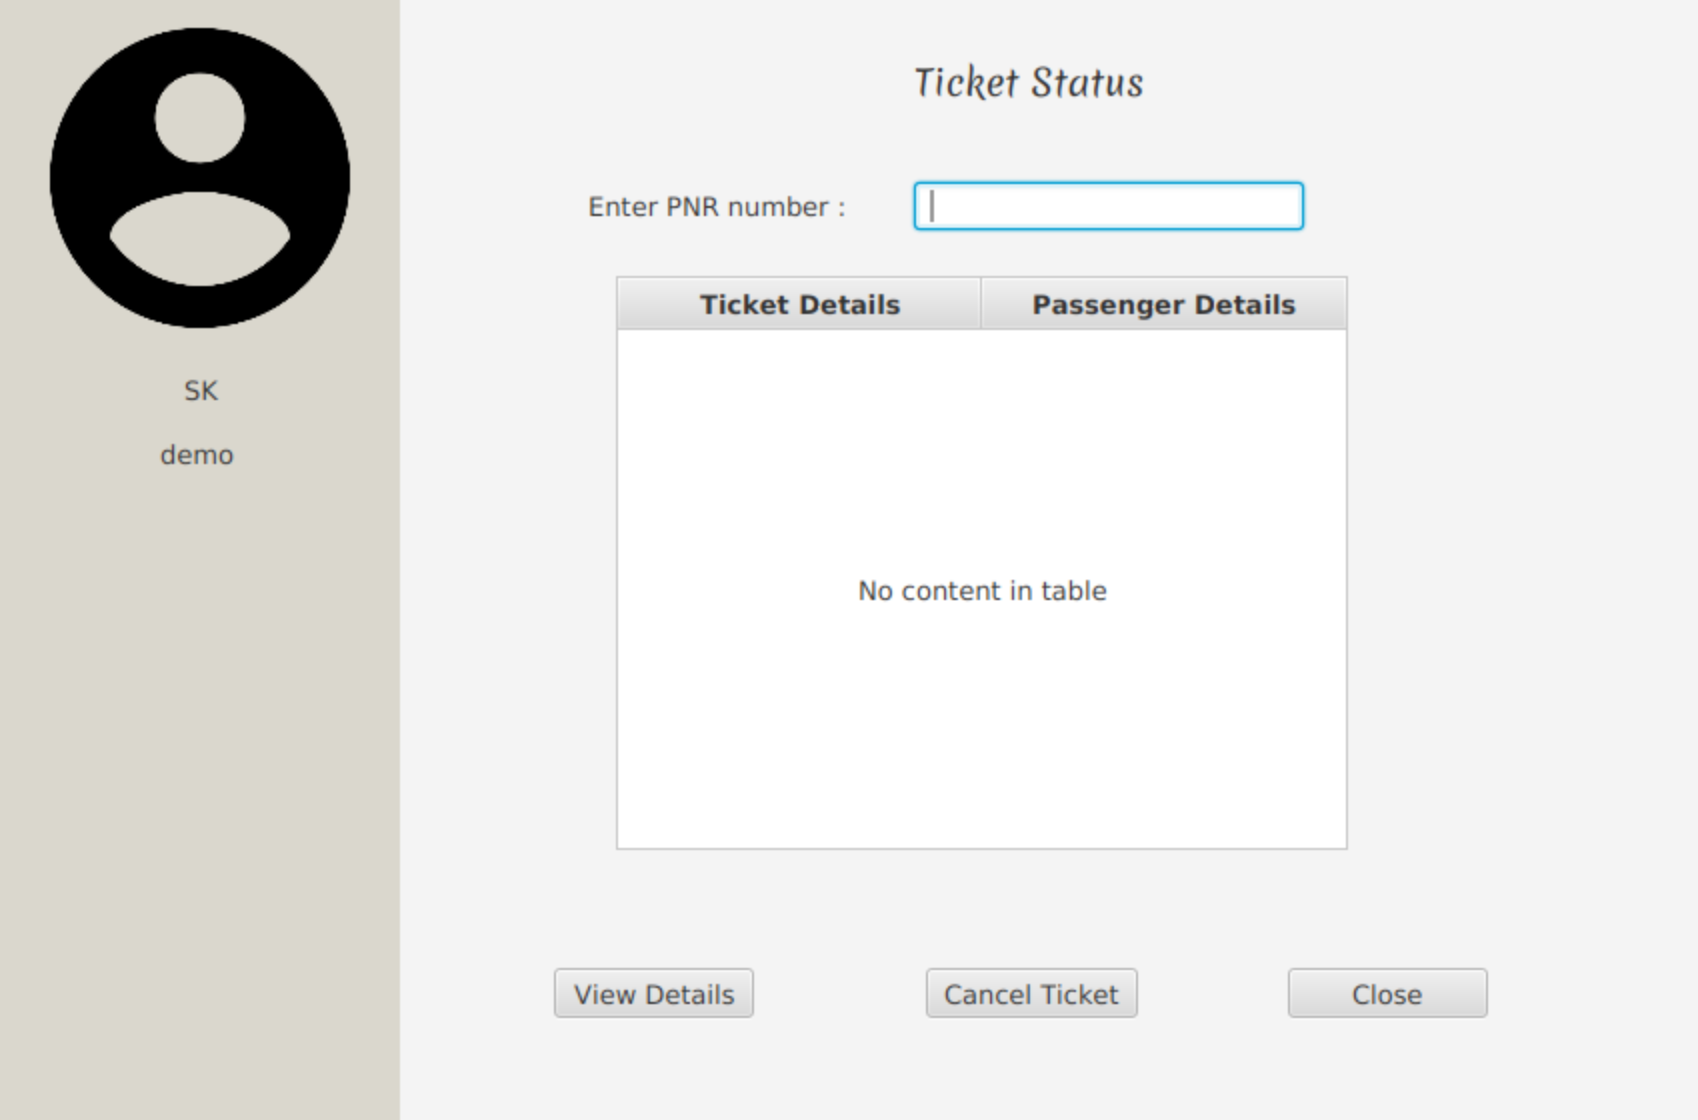 SK
demo
Ticket Status
Enter PNR number :
Ticket Details Passenger Details
No content in table
View Details Cancel Ticket Close